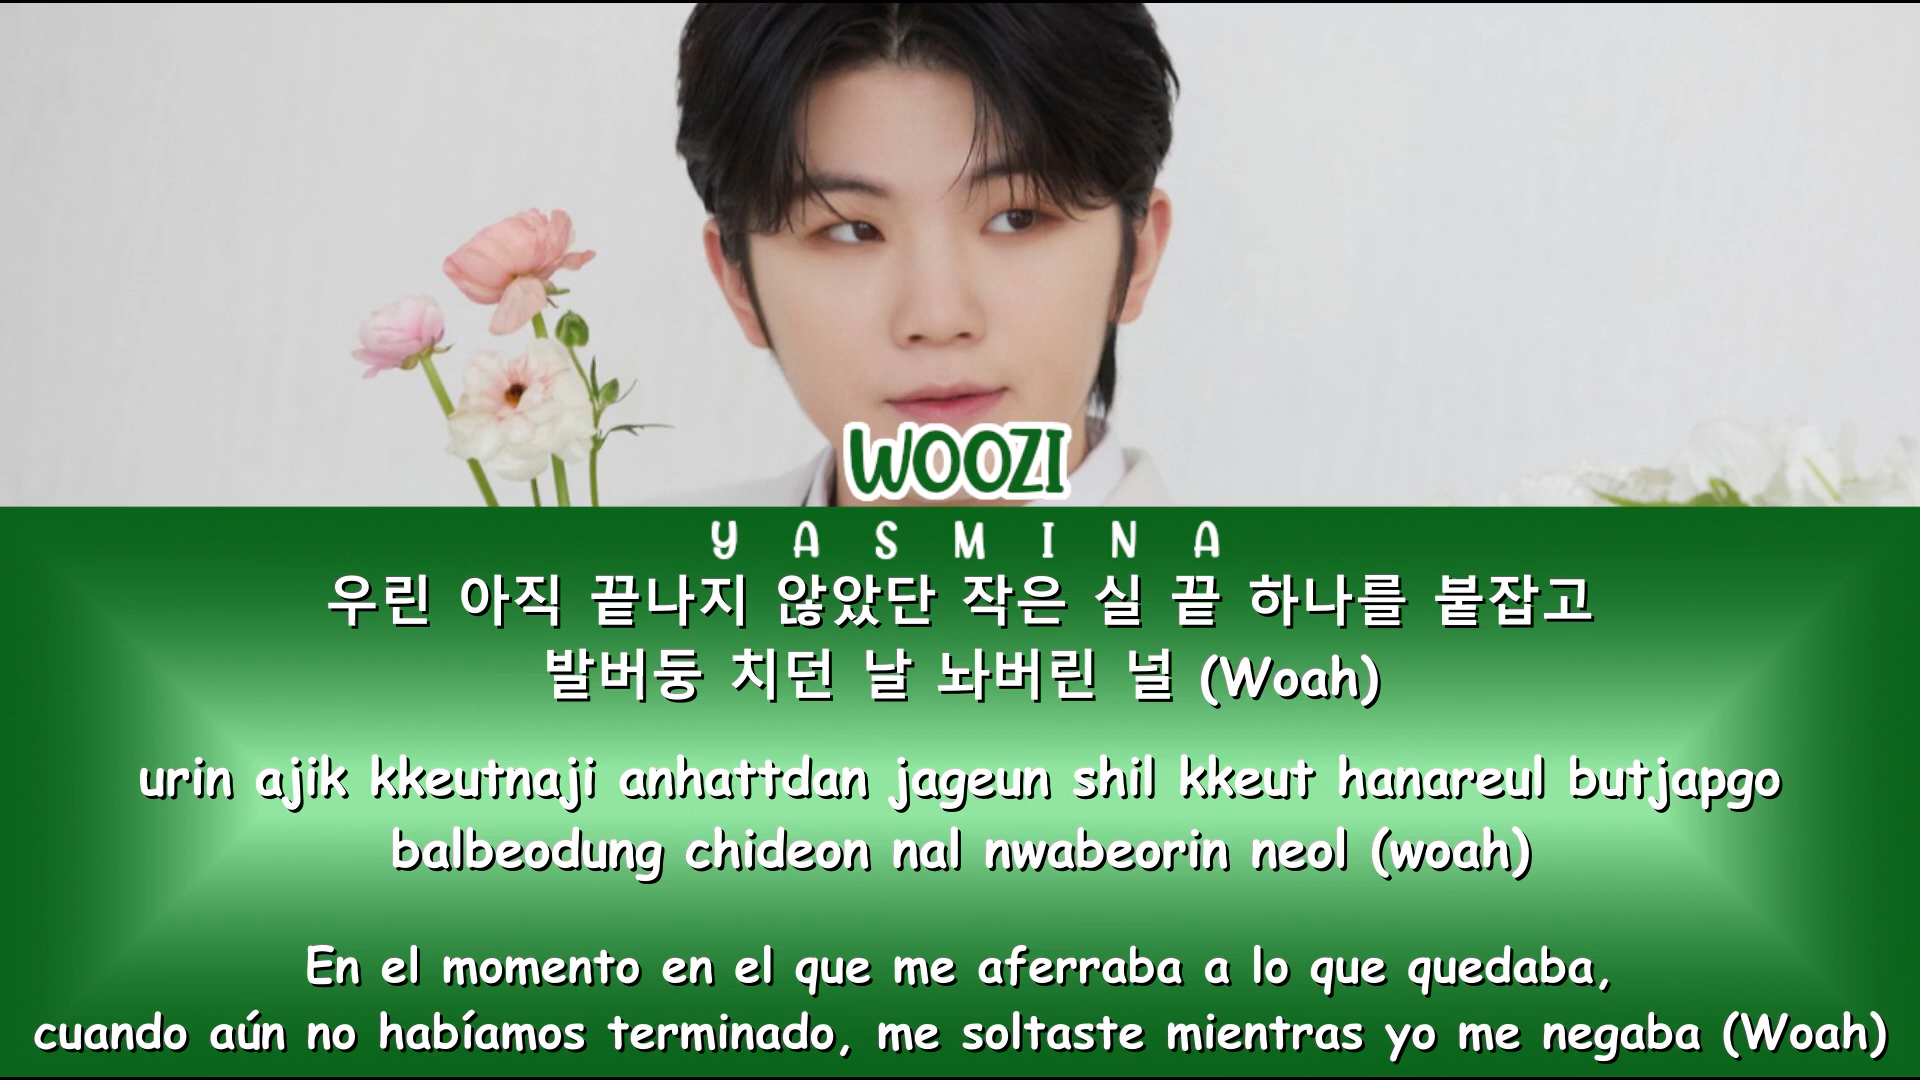 WOOZI
YASMINA
우린 아직 끝나지 않았단 작은 실 끝 하나를 붙잡고
발버둥 치던 날 놔버린 널 (Woah)
urin ajik kkeutnaji anhattdan jageun shil kkeut hanareul butjapgo
balbeodung chideon nal nwabeorin neol (woah)
En el momento en el que me aferraba a lo que quedaba,
cuando aún no habíamos terminado, me soltaste mientras yo me negaba (Woah)